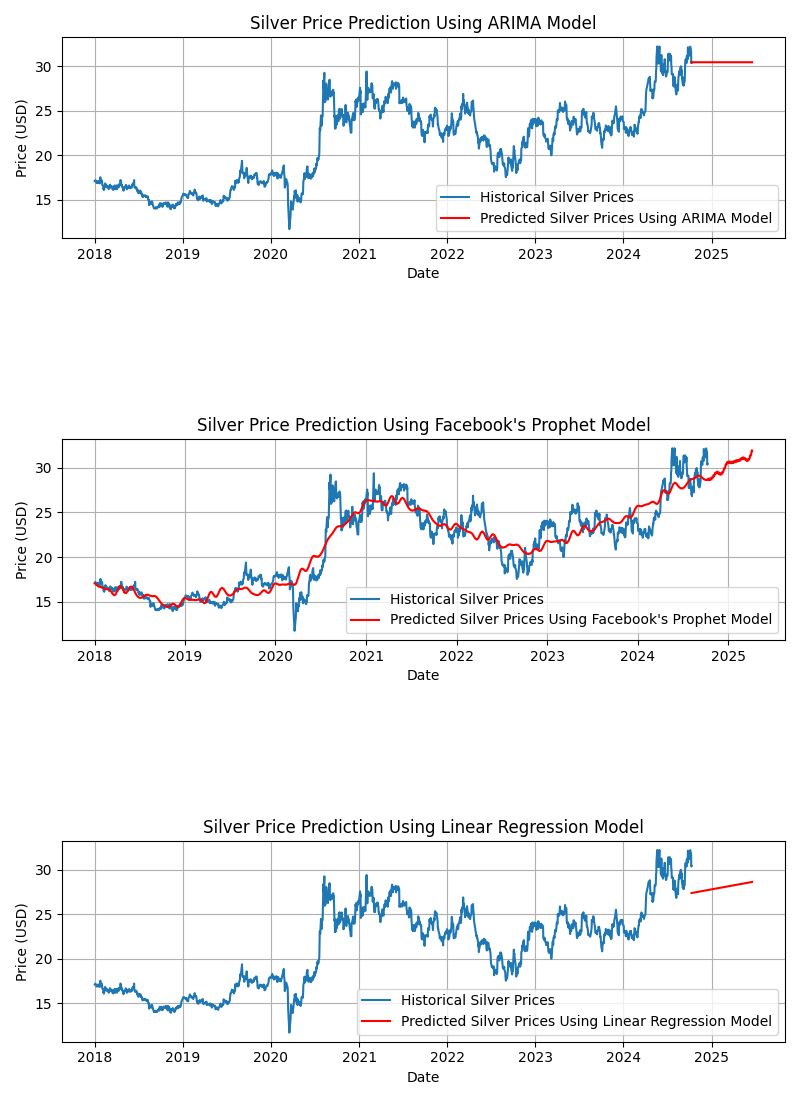 Silver Price Prediction Using ARIMA Model
30
25
20
15
Price (USD)
Historical Silver Prices
Predicted Silver Prices Using ARIMA Model
2018 2019 2020 2021 2022 2023 2024 2025
Date
Silver Price Prediction Using Facebook's Prophet Model
30
25
20
15
Price (USD)
Historical Silver Prices
Predicted Silver Prices Using Facebook's Prophet Model
2018 2019 2020 2021 2022 2023 2024 2025
Date
Silver Price Prediction Using Linear Regression Model
30
25
20
15
Price (USD)
Historical Silver Prices
Predicted Silver Prices Using Linear Regression Model
2018 2019 2020 2021 2022 2023 2024 2025
Date